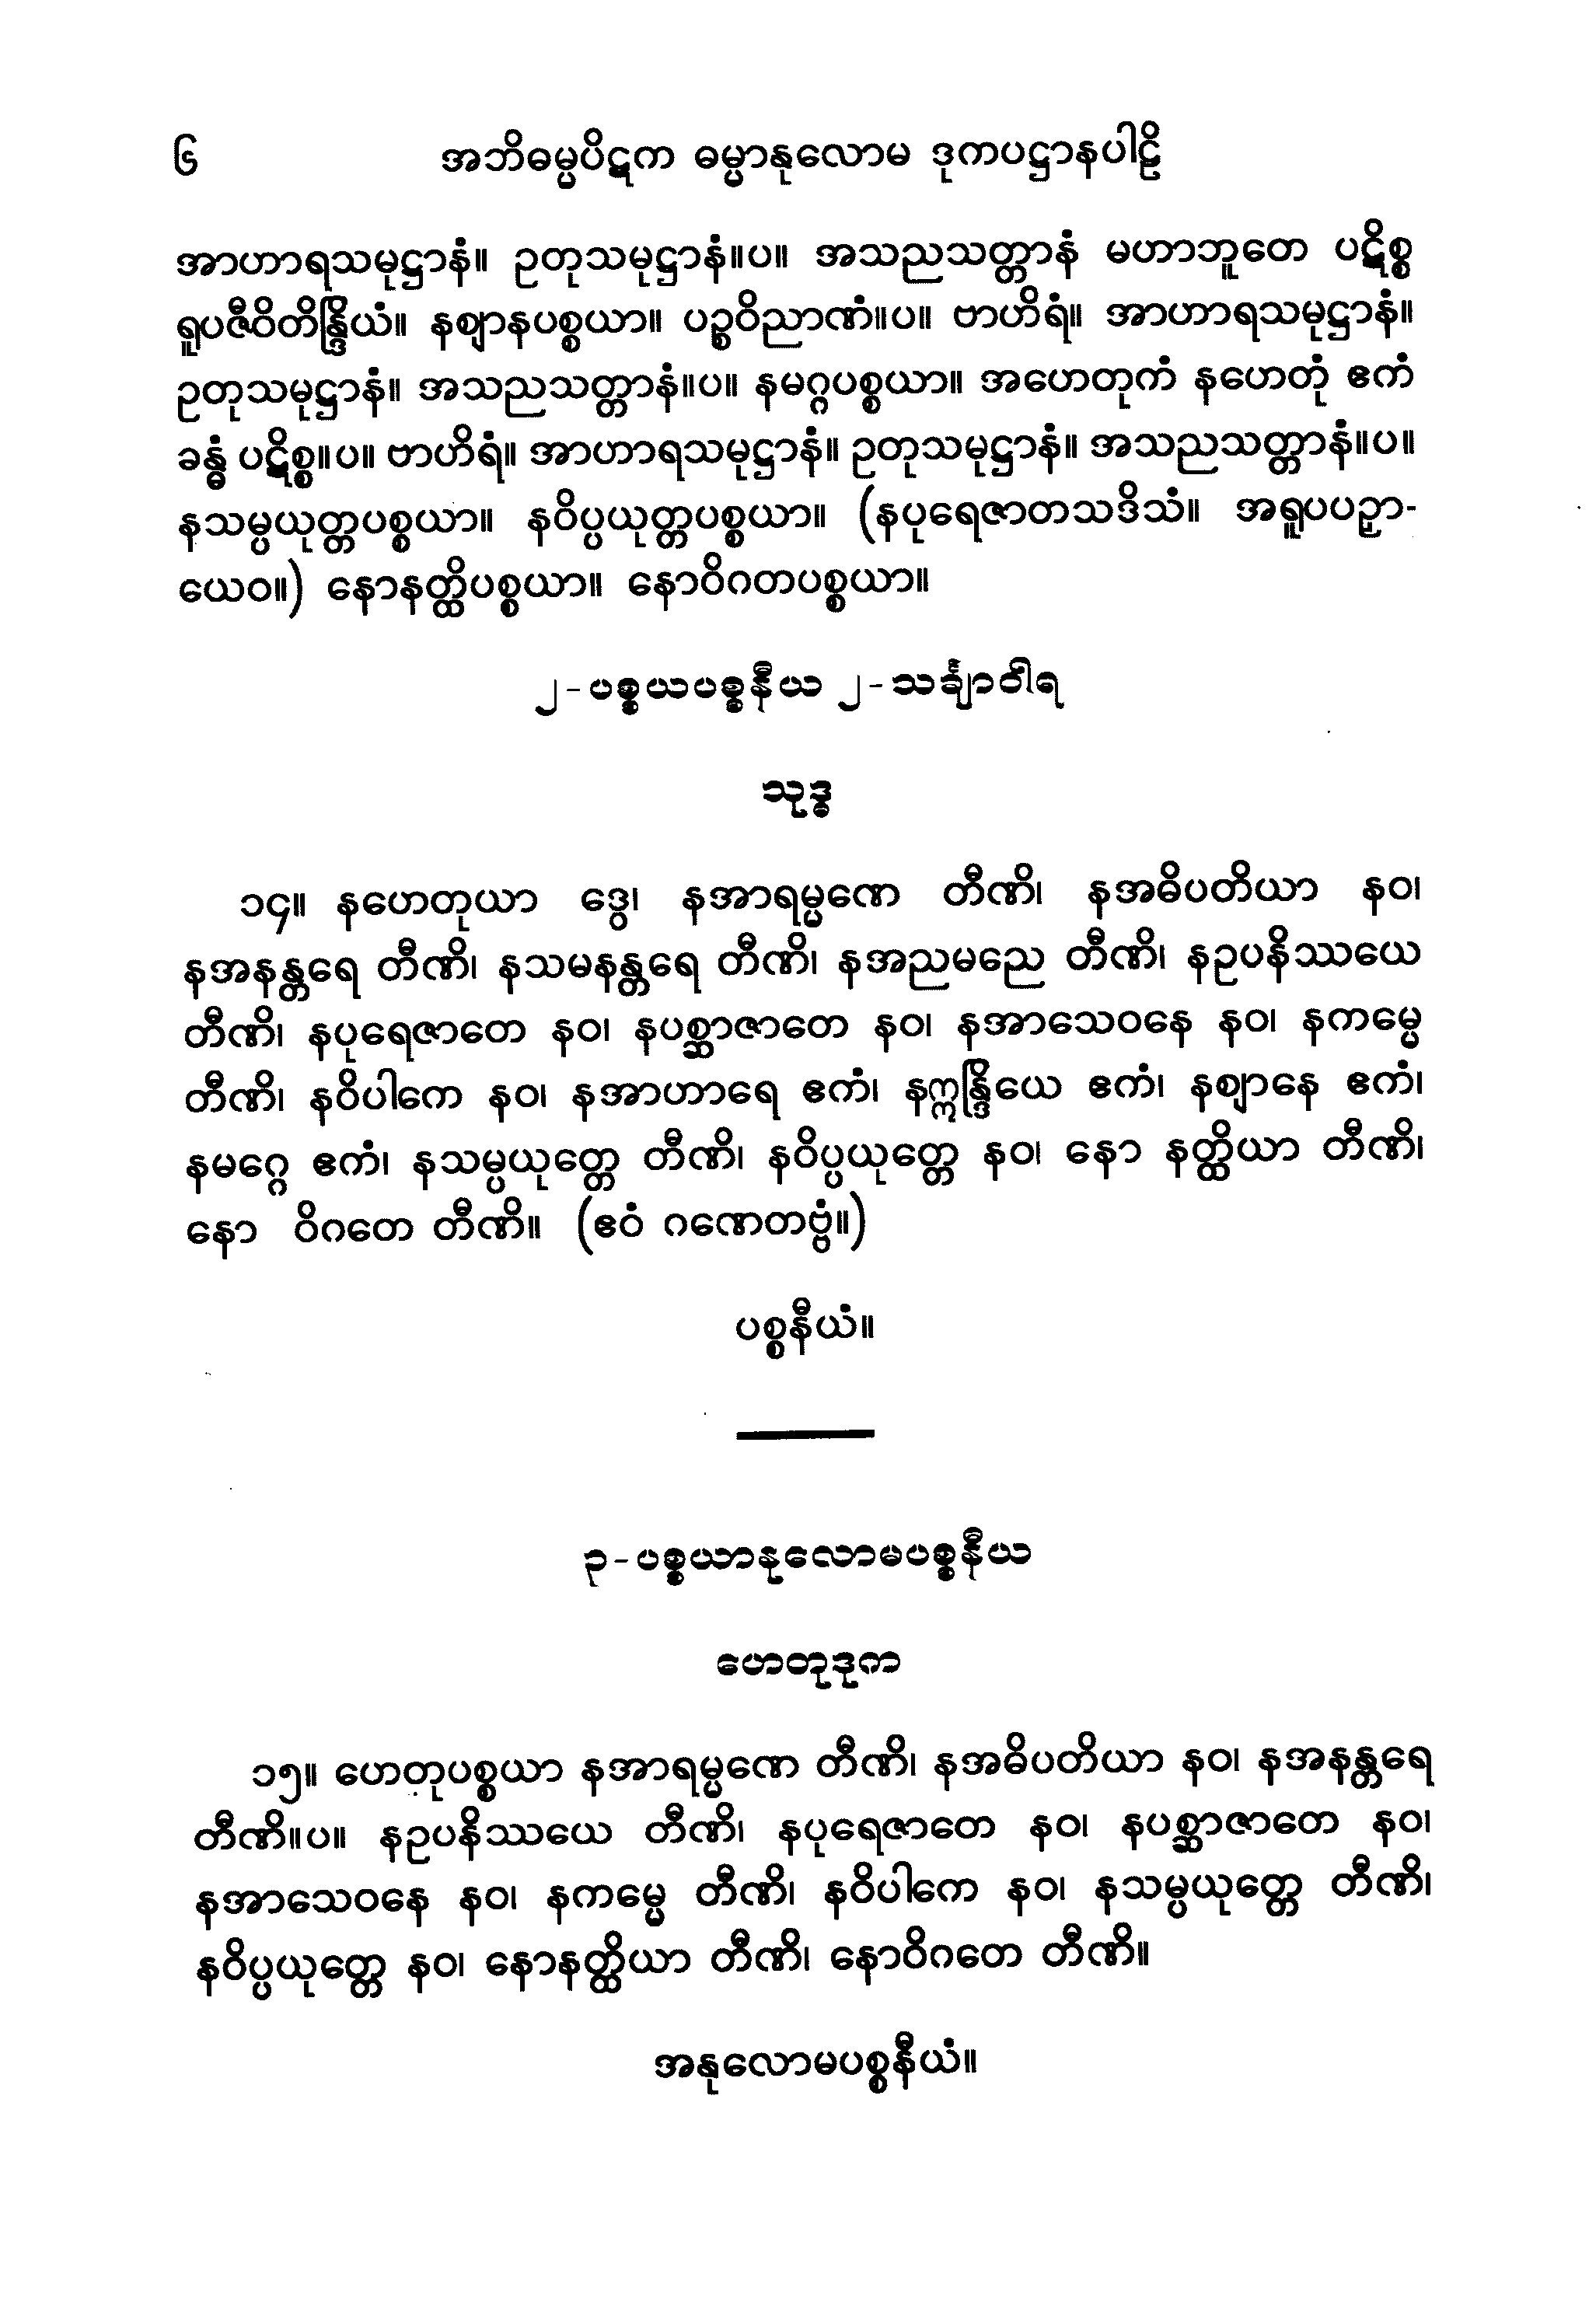 ၆ အဘိဓမ္မပိဋက ဓမ္မာနုလောမ ဒုကပဋ္ဌာနပါဠိ
အာဟာရသမုဋ္ဌာနံ။ ဥတုသမုဋ္ဌာနံ။ပ။ အသညသတ္တာနံ မဟာဘူတေ ပဋိစ္စ
ရူပဇီဝိတိန္ဒြိယံ။ နဈာနပစ္စယာ။ ပဉ္စဝိညာဏံ။ပ။ ဗာဟိရံ။ အာဟာရသမုဋ္ဌာနံ။
ဥတုသမုဋ္ဌာနံ။ အသညသတ္တာနံ။ပ။ နမဂ္ဂပစ္စယာ။ အဟေတုကံ နဟေတုံ ဧကံ
ခန္ဓံ ပဋိစ္စ။ပ။ ဗာဟိရံ။ အာဟာရသမုဋ္ဌာနံ။ ဥတုသမုဋ္ဌာနံ။ အသညသတ္တာနံ။ပ။
နသမ္ပယုတ္တပစ္စယာ။ နဝိပ္ပယုတ္တပစ္စယာ။ (နပုရေဇာတသဒိသံ။ အရူပပဉှာ-
ယေဝ။) နောနတ္ထိပစ္စယာ။ နောဝိဂတပစ္စယာ။
၂-ပစ္စယပစ္စနီယ ၂-သင်္ချာဝါရ
သုဒ္ဓ
၁၄။ နဟေတုယာ ဒွေ၊ နအာရမ္မဏေ တီဏိ၊ နအဓိပတိယာ နဝ၊
နအနန္တရေ တီဏိ၊ နသမနန္တရေ တီဏိ၊ နအညမညေ တီဏိ၊ နဥပနိဿယေ
တီဏိ၊ နပုရေဇာတေ နဝ၊ နပစ္ဆာဇာတေ နဝ၊ နအာသေဝနေ နဝ၊ နကမ္မေ
တီဏိ၊ နဝိပါကေ နဝ၊ နအာဟာရေ ဧကံ၊ နဣန္ဒြိယေ ဧကံ၊ နဈာနေ ဧကံ၊
နမဂ္ဂေ ဧကံ၊ နသမ္ပယုတ္တေ တီဏိ၊ နဝိပ္ပယုတ္တေ နဝ၊ နော နတ္ထိယာ တီဏိ၊
နော ဝိဂတေ တီဏိ။ (ဧဝံ ဂဏေတဗ္ဗံ။)
ပစ္စနီယံ။
၃-ပစ္စယာနုလောမပစ္စနီယ
ဟေတုဒုက
၁၅။ ဟေတုပစ္စယာ နအာရမ္မဏေ တီဏိ၊ နအဓိပတိယာ နဝ၊ နအနန္တရေ
တီဏိ။ပ။ နဥပနိဿယေ တီဏိ၊ နပုရေဇာတေ နဝ၊ နပစ္ဆာဇာတေ နဝ၊
နအာသေဝနေ နဝ၊ နကမ္မေ တီဏိ၊ နဝိပါကေ နဝ၊ နသမ္ပယုတ္တေ တီဏိ၊
နဝိပ္ပယုတ္တေ နဝ၊ နောနတ္ထိယာ တီဏိ၊ နောဝိဂတေ တီဏိ။
အနုလောမပစ္စနီယံ။